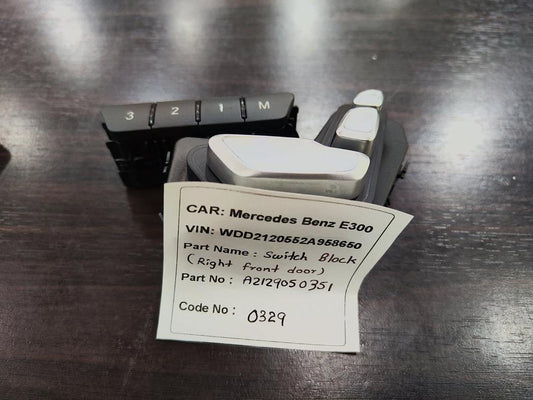 3 2 1 M
CAR: Mercedes Benz E300
VIN: WDD2120552A958650
Part Name : Switch Block
(Right front door)
Part No : A2129050351
Code No : 0329